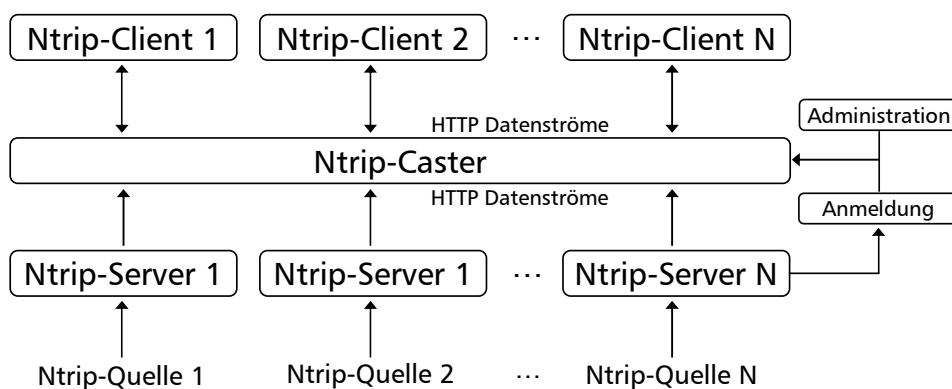 Ntrip-Client 1
Ntrip-Client 2
...
Ntrip-Client N
HTTP Datenströme
Administration
Ntrip-Caster
HTTP Datenströme
Anmeldung
Ntrip-Server 1
Ntrip-Server 1
...
Ntrip-Server N
Ntrip-Quelle 1
Ntrip-Quelle 2
...
Ntrip-Quelle N